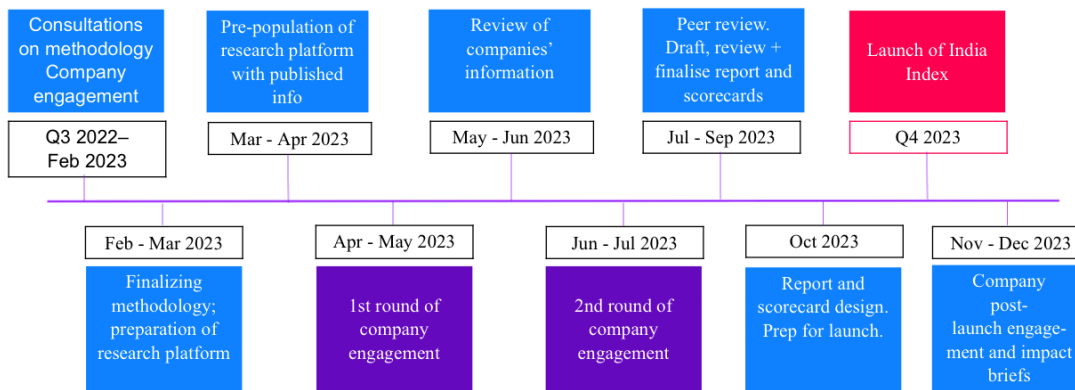 Consultations
on methodology
Company
engagement
Q3 2022–
Feb 2023
Pre-population of
research platform
with published
info
Mar - Apr 2023
Review of
companies’
information
May - Jun 2023
Peer review.
Draft, review +
finalise report and
scorecards
Jul - Sep 2023
Launch of India
Index
Q4 2023
Feb - Mar 2023
Finalizing
methodology;
preparation of
research platform
Apr - May 2023
1st round of
company
engagement
Jun - Jul 2023
2nd round of
company
engagement
Oct 2023
Report and
scorecard design.
Prep for launch.
Nov - Dec 2023
Company
post-
launch engage-
ment and impact
briefs